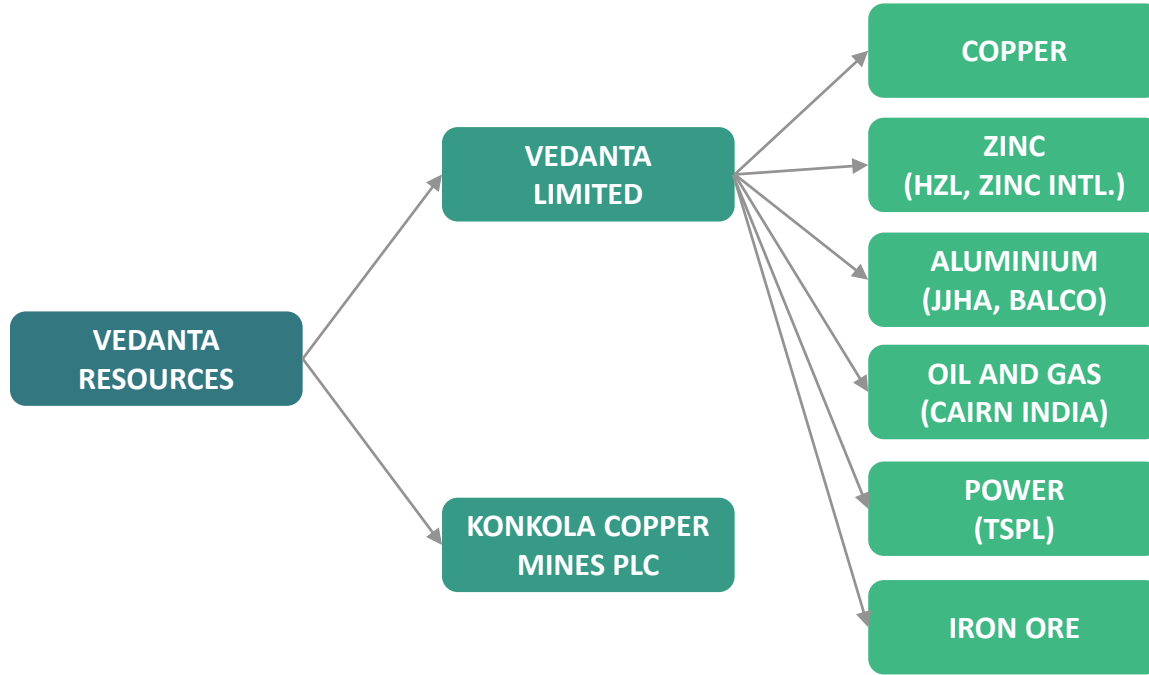 VEDANTA
RESOURCES
VEDANTA
LIMITED
KONKOLA COPPER
MINES PLC
COPPER
ZINC
(HZL, ZINC INTL.)
ALUMINIUM
(JJHA, BALCO)
OIL AND GAS
(CAIRN INDIA)
POWER
(TSPL)
IRON ORE